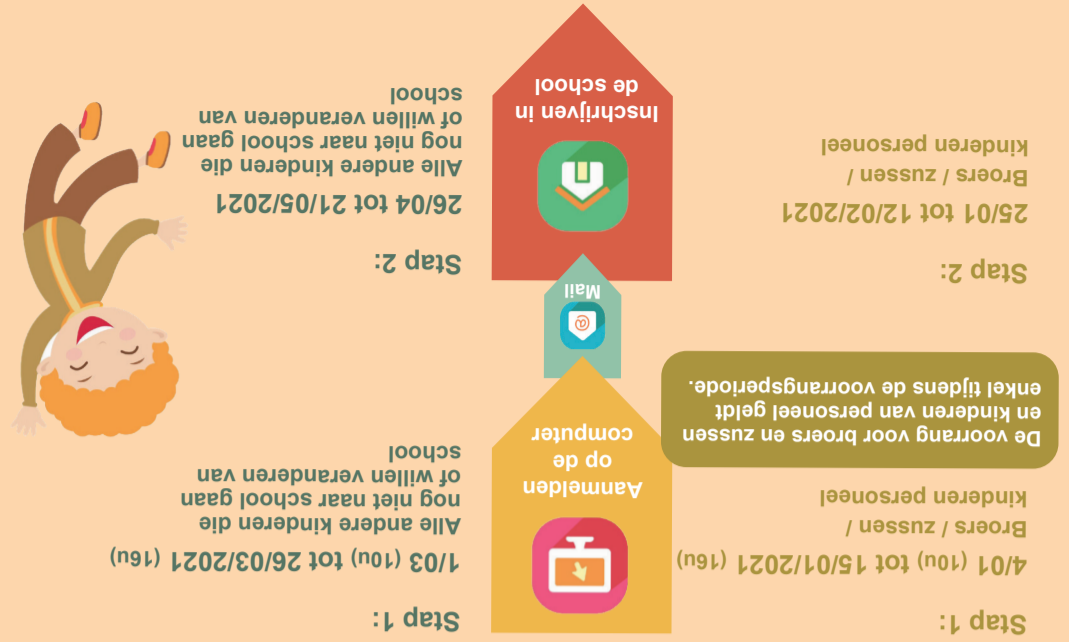 Stap 1:
4/01 (10u) tot 15/01/2021 (16u)
Broers / zussen /
kinderen personeel
De voorrang voor broers en zussen
en kinderen van personeel geldt
enkel tijdens de voorrangsperiode.
Stap 2:
25/01 tot 12/02/2021
Broers / zussen /
kinderen personeel
Aanmelden
op de
computer
@
Mail
Inschrijven in
de school
Stap 1:
1/03 (10u) tot 26/03/2021 (16u)
Alle andere kinderen die
nog niet naar school gaan
of willen veranderen van
school
Stap 2:
26/04 tot 21/05/2021
Alle andere kinderen die
nog niet naar school gaan
of willen veranderen van
school